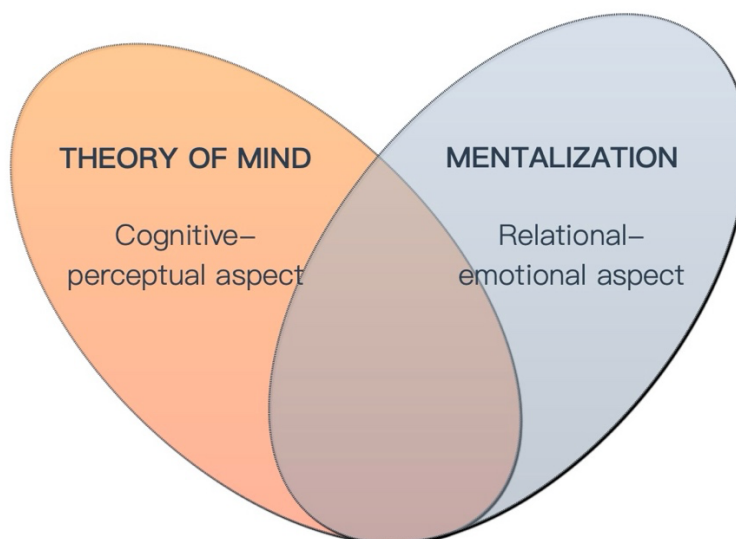 THEORY OF MIND
Cognitive–
perceptual aspect
MENTALIZATION
Relational–
emotional aspect